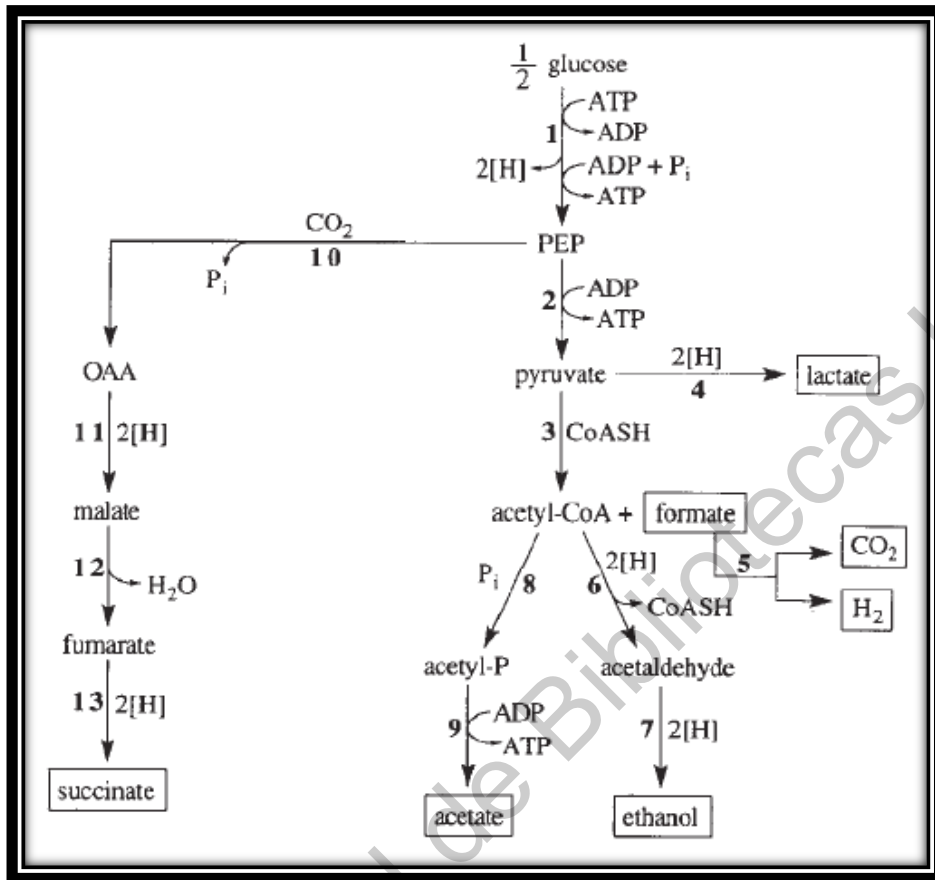 1/2 glucose
ATP
1
ADP
2[H]
ADP + Pi
ATP
CO2
10
Pi
PEP
2
ADP
ATP
OAA
pyruvate
2[H]
4
lactate
11
2[H]
3
CoASH
malate
acetyl-CoA +
formate
12
H2O
Pi
8
6
2[H]
CoASH
5
CO2
H2
fumarate
acetyl-P
acetaldehyde
13
2[H]
9
ADP
ATP
7
2[H]
succinate
acetate
ethanol
de Bibliotecas